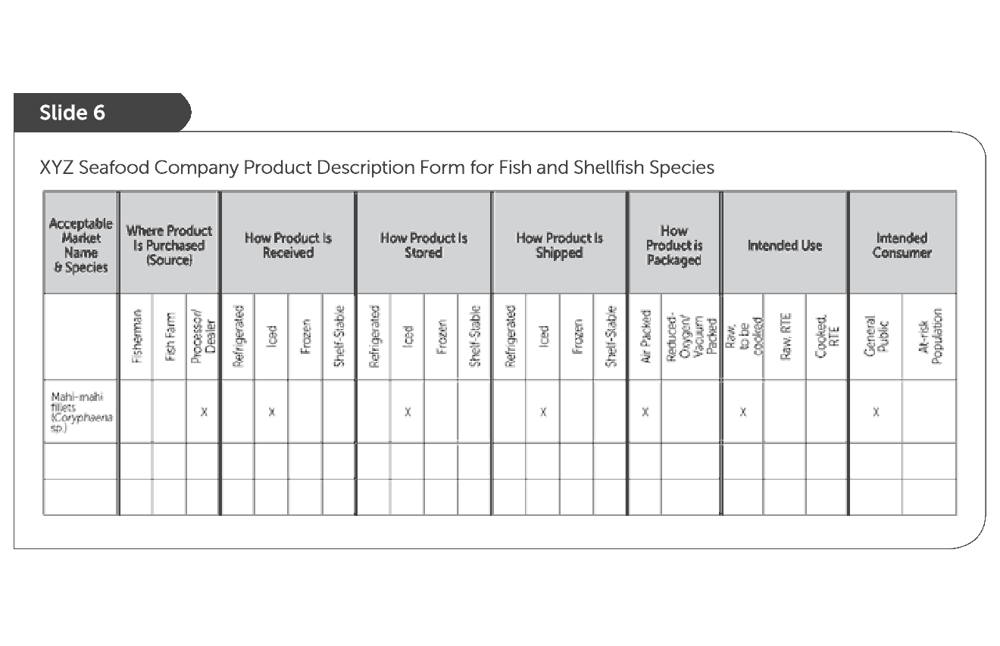 Slide 6
XYZ Seafood Company Product Description Form for Fish and Shellfish Species
Acceptable
Market
Name
& Species
Where Product
Is Purchased
(Source)
How Product Is
Received
How Product Is
Stored
How Product Is
Shipped
How
Product is
Packaged
Intended Use
Intended
Consumer
Fisherman
Fish Farm
Processor/
Dealer
Refrigerated
Iced
Frozen
Shelf-Stable
Refrigerated
Iced
Frozen
Shelf-Stable
Refrigerated
Iced
Frozen
Shelf-Stable
Air Packed
Reduced-
Oxygen/
Vacuum
Packed
Raw,
to be
cooked
Raw, RTE
Cooked,
RTE
General
Public
At-risk
Population
Mahi-mahi
fillets
(Coryphaena
sp.)
X
X
X
X
X
X
X